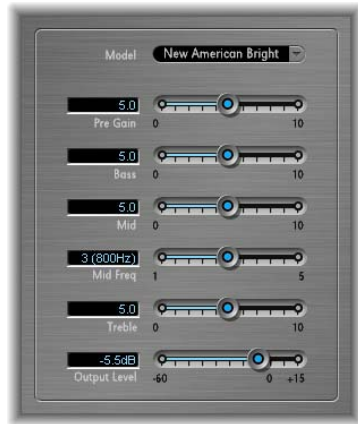 Model New American Bright
5.0
Pre Gain 0 10
5.0
Bass 0 10
5.0
Mid 0 10
3 (800Hz)
Mid Freq 1 5
5.0
Treble 0 10
-5.5dB
Output Level -60 0 +15